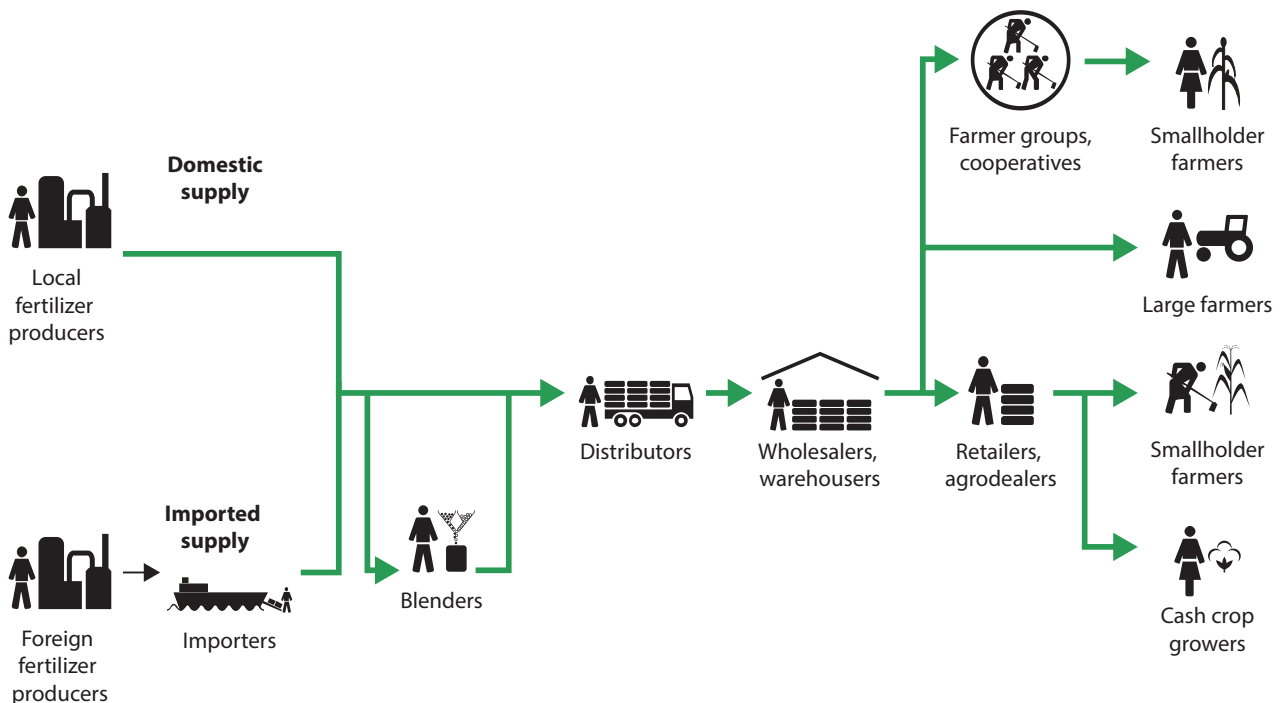 Farmer groups,
cooperatives
Smallholder
farmers
Domestic
supply
Local
fertilizer
producers
Large farmers
Distributors
Wholesalers,
warehousers
Retailers,
agrodealers
Smallholder
farmers
Imported
supply
Blenders
Foreign
fertilizer
producers
Importers
Cash crop
growers